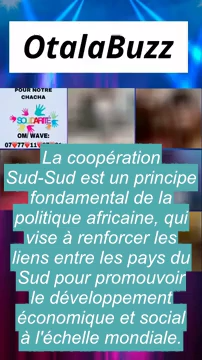 OtalaBuzz
POUR NOTRE
CHACHA
SOLIDARITÉ
OM/ WAVE:
La coopération
Sud-Sud est un principe
fondamental de la
politique africaine, qui
vise à renforcer les
liens entre les pays du
Sud pour promouvoir
le développement
économique et social
à l'échelle mondiale.